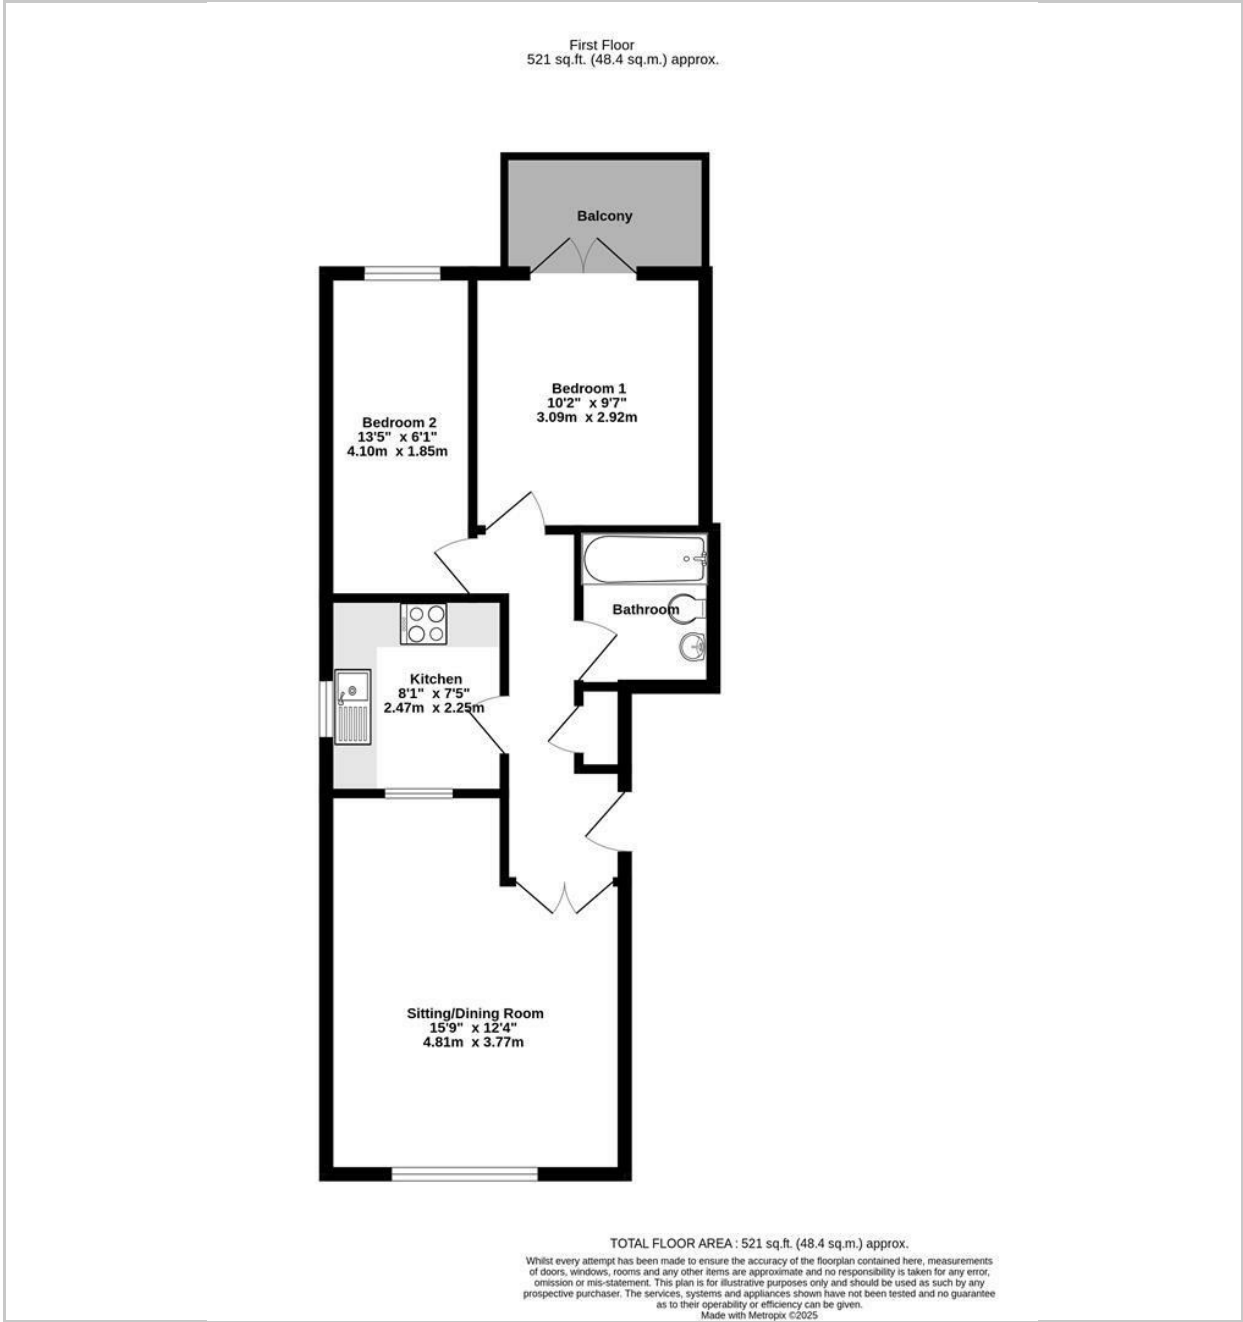 First Floor
521 sq.ft. (48.4 sq.m.) approx.
Balcony
Bedroom 1
10'2" x 9'7"
3.09m x 2.92m
Bedroom 2
13'5" x 6'1"
4.10m x 1.85m
Bathroom
Kitchen
8'1" x 7'5"
2.47m x 2.25m
Sitting/Dining Room
15'9" x 12'4"
4.81m x 3.77m
TOTAL FLOOR AREA : 521 sq.ft. (48.4 sq.m.) approx.
Whilst every attempt has been made to ensure the accuracy of the floorplan contained here, measurements
of doors, windows, rooms and any other items are approximate and no responsibility is taken for any error,
omission or mis-statement. This plan is for illustrative purposes only and should be used as such by any
prospective purchaser. The services, systems and appliances shown have not been tested and no guarantee
as to their operability or efficiency can be given.
Made with Metropix ©2025